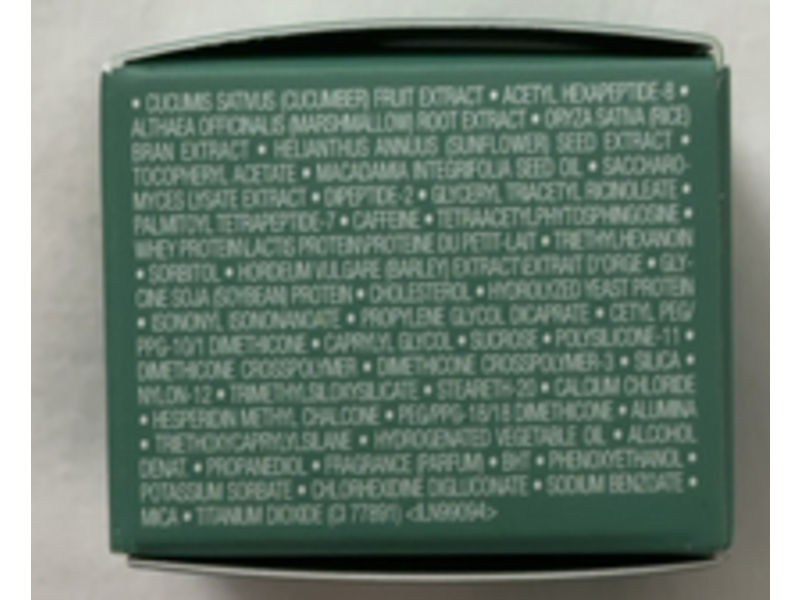 • CUCUMIS SATIVUS (CUCUMBER) FRUIT EXTRACT • ACETYL HEXAPEPTIDE-8 •
ALTHAEA OFFICINALIS (MARSHMALLOW) ROOT EXTRACT • ORYZA SATIVA (RICE)
BRAN EXTRACT • HELIANTHUS ANNUUS (SUNFLOWER) SEED EXTRACT •
TOCOPHERYL ACETATE • MACADAMIA INTEGRIFOLIA SEED OIL • SACCHARO-
MYCES LYSATE EXTRACT • DIPEPTIDE-2 • GLYCERYL TRIACETYL RICINOLEATE •
PALMITOYL TETRAPEPTIDE-7 • CAFFEINE • TETRAACETYLPHYTOSPHINGOSINE •
WHEY PROTEIN\LACTIS PROTEIN\PROTEINE DU PETIT-LAIT • TRIETHYLHEXANOIN
• SORBITOL • HORDEUM VULGARE (BARLEY) EXTRACT\EXTRAIT D'ORGE • GLY-
CINE SOJA (SOYBEAN) PROTEIN • CHOLESTEROL • HYDROLYZED YEAST PROTEIN
• ISONONYL ISONONANOATE • PROPYLENE GLYCOL DICAPRATE • CETYL PEG/
PPG-10/1 DIMETHICONE • CAPRYLYL GLYCOL • SUCROSE • POLYSILICONE-11 •
DIMETHICONE CROSSPOLYMER • DIMETHICONE CROSSPOLYMER-3 • SILICA •
NYLON-12 • TRIMETHYLSILOXYSILICATE • STEARETH-20 • CALCIUM CHLORIDE
• HESPERIDIN METHYL CHALCONE • PEG/PPG-18/18 DIMETHICONE • ALUMINA
• TRIETHOXYCAPRYLYLSILANE • HYDROGENATED VEGETABLE OIL • ALCOHOL
DENAT. • PROPANEDIOL • FRAGRANCE (PARFUM) • BHT • PHENOXYETHANOL •
POTASSIUM SORBATE • CHLORHEXIDINE DIGLUCONATE • SODIUM BENZOATE •
MICA • TITANIUM DIOXIDE (CI 77891) <ILN99094>